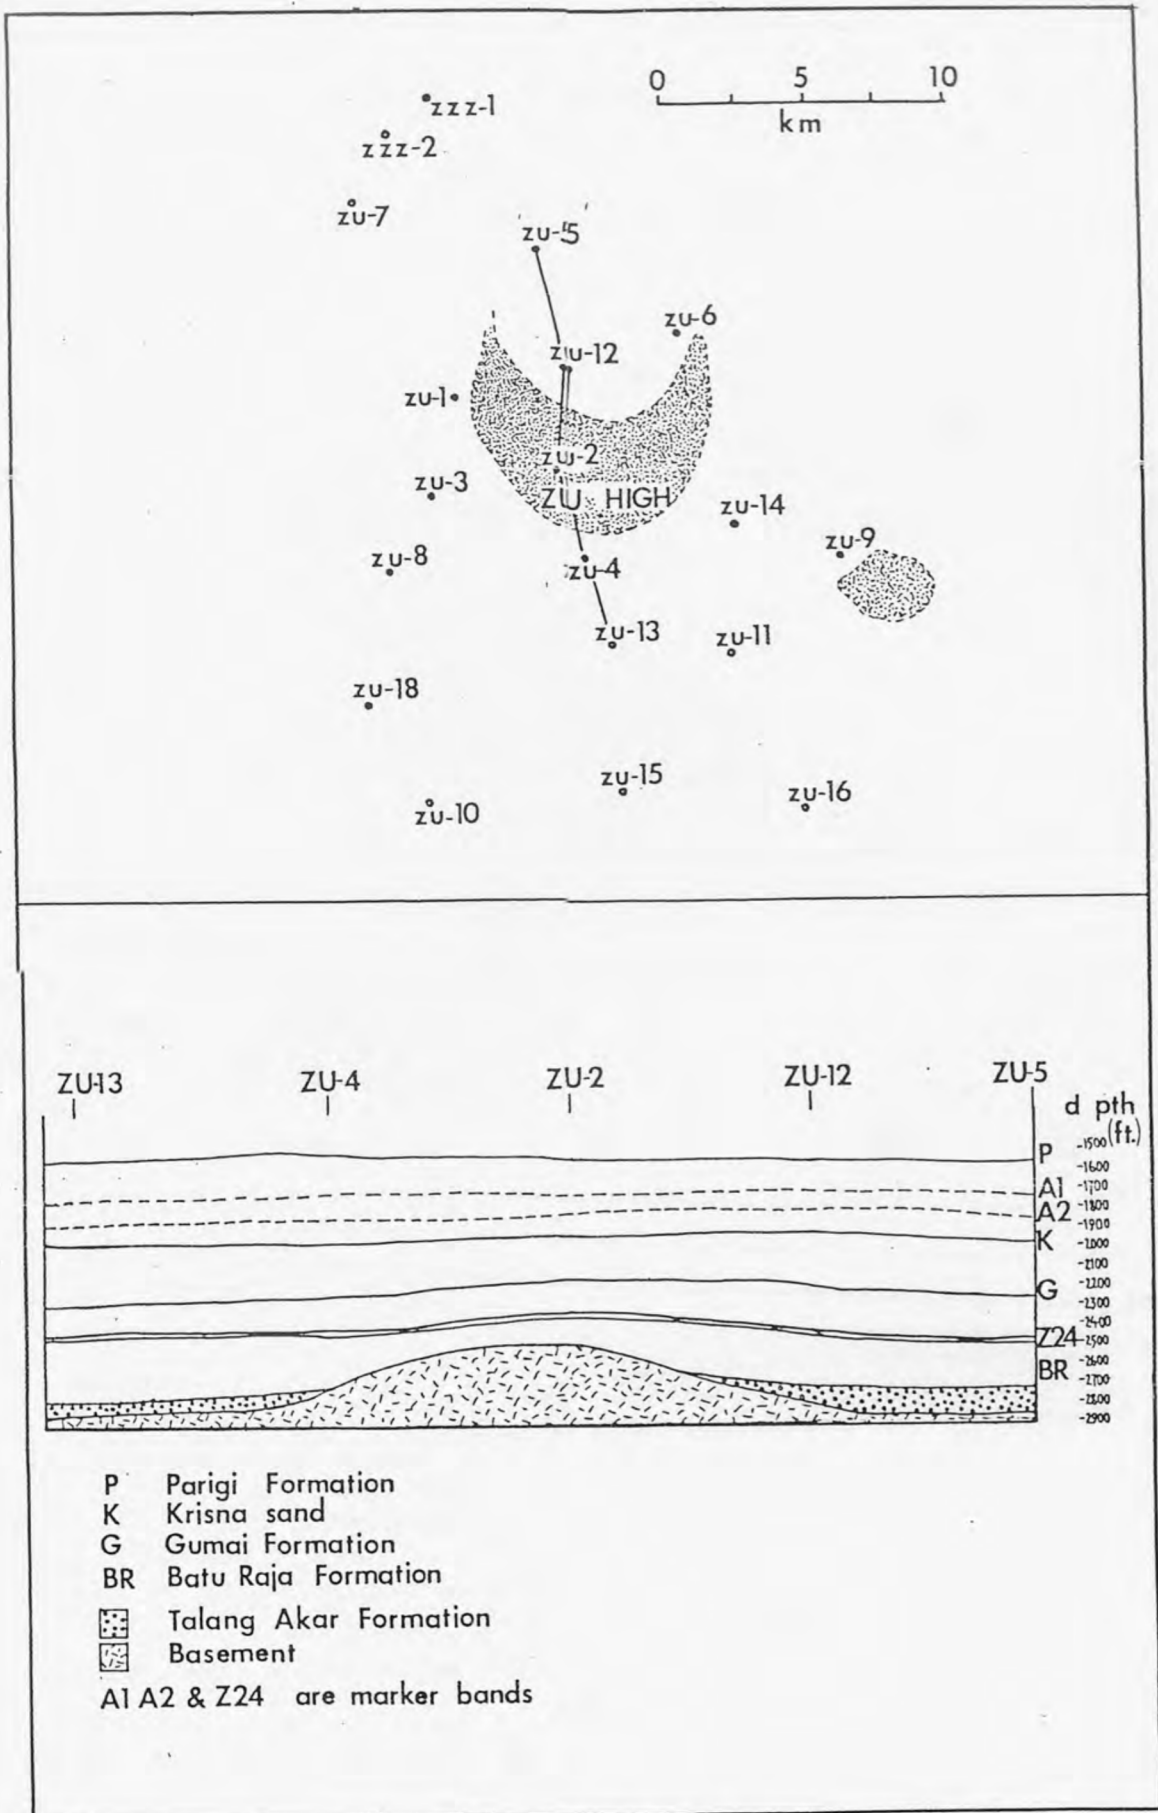 0 5 10
km
zzz-1
zzz-2
zu-7
zu-5
zu-6
zu-12
zu-1
zu-2
zu-3
ZU HIGH
zu-14
zu-9
zu-8
zu-4
zu-13
zu-11
zu-18
zu-15
zu-16
zu-10
ZU-13 ZU-4 ZU-2 ZU-12 ZU-5
d pth
(ft.)
P
A1
A2
K
G
Z24
BR
-1500
-1600
-1700
-1800
-1900
-2000
-2100
-2200
-2300
-2400
-2500
-2600
-2700
-2800
-2900
P Parigi Formation
K Krisna sand
G Gumai Formation
BR Batu Raja Formation
Talang Akar Formation
Basement
A1 A2 & Z24 are marker bands